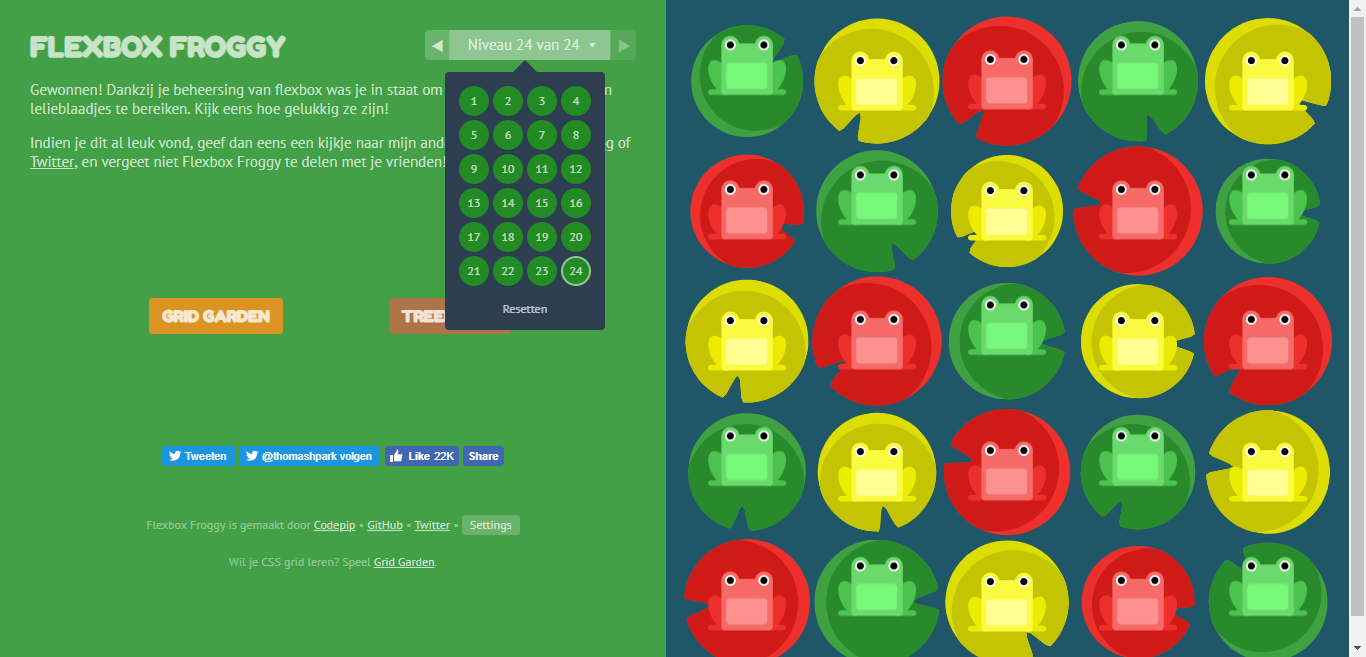 FLEXBOX FROGGY
◀ Niveau 24 van 24 ▾ ▶
Gewonnen! Dankzij je beheersing van flexbox was je in staat om
lelieblaadjes te bereiken. Kijk eens hoe gelukkig ze zijn!
Indien je dit al leuk vond, geef dan eens een kijkje naar mijn of
Twitter, en vergeet niet Flexbox Froggy te delen met je vrienden!
1 2 3 4
5 6 7 8
9 10 11 12
13 14 15 16
17 18 19 20
21 22 23 24
Resetten
GRID GARDEN
TREE
Tweeten @thomashpark volgen Like 22K Share
Flexbox Froggy is gemaakt door Codepip • GitHub • Twitter • Settings
Wil je CSS grid leren? Speel Grid Garden.